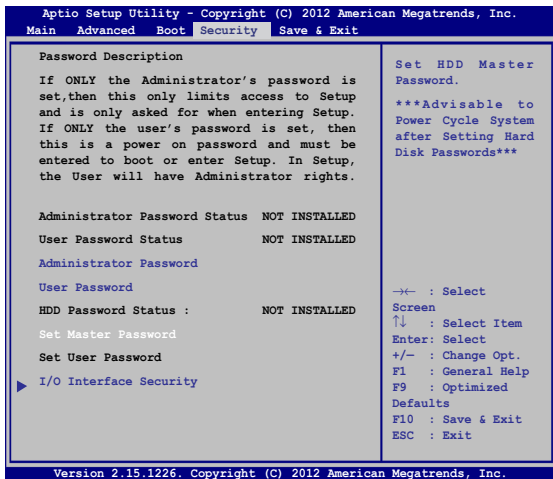 Aptio Setup Utility - Copyright (C) 2012 American Megatrends, Inc.
Main Advanced Boot Security Save & Exit
Password Description
If ONLY the Administrator's password is
set,then this only limits access to Setup
and is only asked for when entering Setup.
If ONLY the user's password is set, then
this is a power on password and must be
entered to boot or enter Setup. In Setup,
the User will have Administrator rights.
Administrator Password Status NOT INSTALLED
User Password Status NOT INSTALLED
Administrator Password
User Password
HDD Password Status : NOT INSTALLED
Set Master Password
Set User Password
I/O Interface Security
Set HDD Master
Password.
***Advisable to
Power Cycle System
after Setting Hard
Disk Passwords***
→← : Select
Screen
↑↓ : Select Item
Enter: Select
+/— : Change Opt.
F1 : General Help
F9 : Optimized
Defaults
F10 : Save & Exit
ESC : Exit
Version 2.15.1226. Copyright (C) 2012 American Megatrends, Inc.